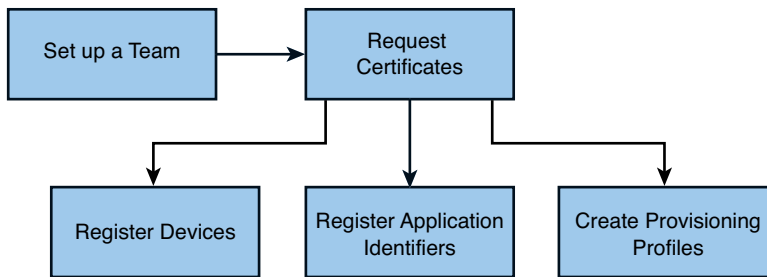 Set up a Team
Request
Certificates
Register Devices
Register Application
Identifiers
Create Provisioning
Profiles